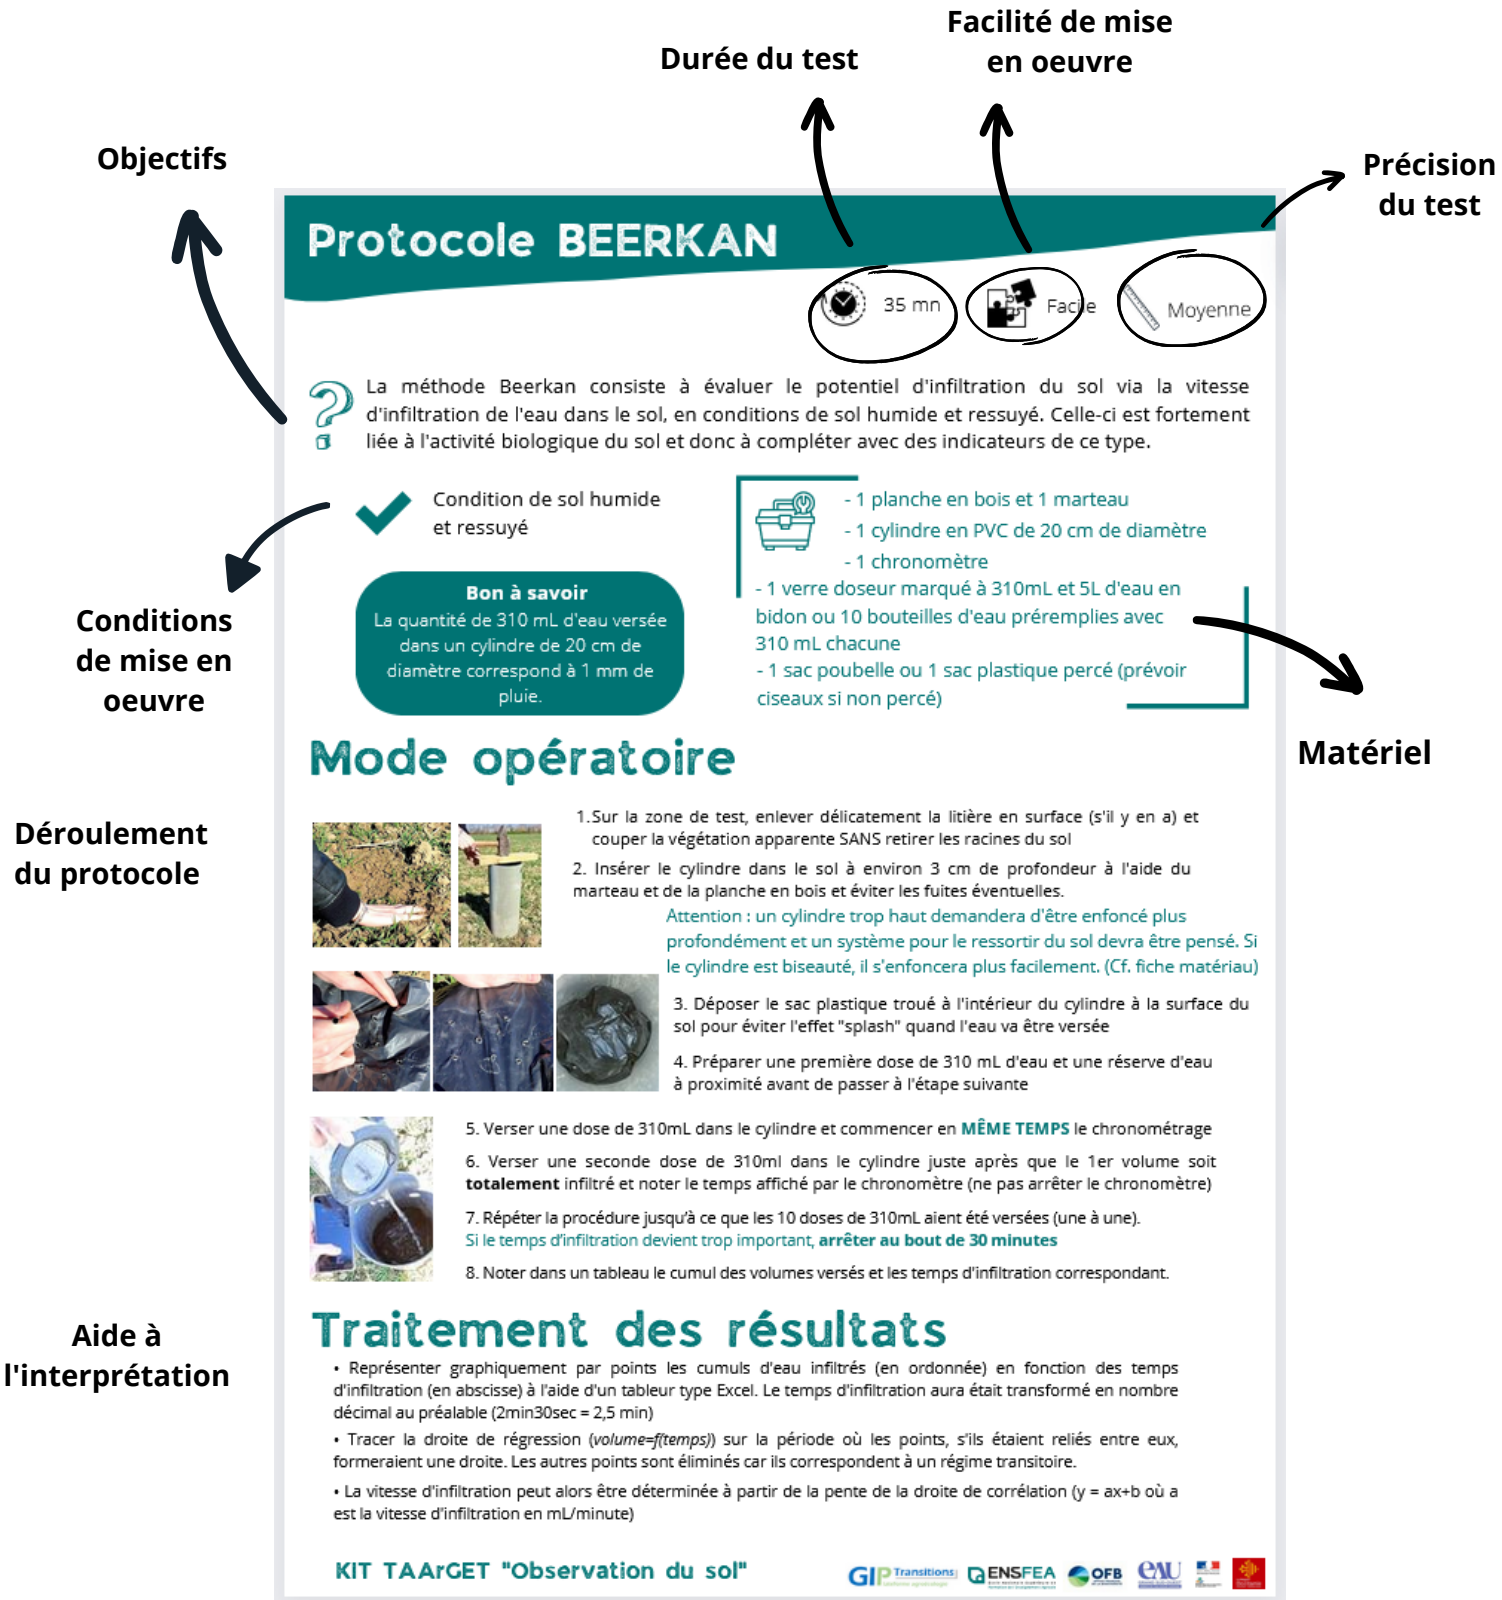 Facilité de mise
en oeuvre
Durée du test
Objectifs
Précision
du test
Protocole BEERKAN
35 mn
Facile
Moyenne
La méthode Beerkan consiste à évaluer le potentiel d'infiltration du sol via la vitesse
d'infiltration de l'eau dans le sol, en conditions de sol humide et ressuyé. Celle-ci est fortement
liée à l'activité biologique du sol et donc à compléter avec des indicateurs de ce type.
Condition de sol humide
et ressuyé
Bon à savoir
La quantité de 310 mL d'eau versée
dans un cylindre de 20 cm de
diamètre correspond à 1 mm de
pluie.
- 1 planche en bois et 1 marteau
- 1 cylindre en PVC de 20 cm de diamètre
- 1 chronomètre
- 1 verre doseur marqué à 310mL et 5L d'eau en
bidon ou 10 bouteilles d'eau préremplies avec
310 mL chacune
- 1 sac poubelle ou 1 sac plastique percé (prévoir
ciseaux si non percé)
Conditions
de mise en
oeuvre
Matériel
Mode opératoire
Déroulement
du protocole
1.Sur la zone de test, enlever délicatement la litière en surface (s'il y en a) et
couper la végétation apparente SANS retirer les racines du sol
2. Insérer le cylindre dans le sol à environ 3 cm de profondeur à l'aide du
marteau et de la planche en bois et éviter les fuites éventuelles.
Attention : un cylindre trop haut demandera d'être enfoncé plus
profondément et un système pour le ressortir du sol devra être pensé. Si
le cylindre est biseauté, il s'enfoncera plus facilement. (Cf. fiche matériau)
3. Déposer le sac plastique troué à l'intérieur du cylindre à la surface du
sol pour éviter l'effet "splash" quand l'eau va être versée
4. Préparer une première dose de 310 mL d'eau et une réserve d'eau
à proximité avant de passer à l'étape suivante
5. Verser une dose de 310mL dans le cylindre et commencer en MÊME TEMPS le chronométrage
6. Verser une seconde dose de 310ml dans le cylindre juste après que le 1er volume soit
totalement infiltré et noter le temps affiché par le chronomètre (ne pas arrêter le chronomètre)
7. Répéter la procédure jusqu'à ce que les 10 doses de 310mL aient été versées (une à une).
Si le temps d'infiltration devient trop important, arrêter au bout de 30 minutes
8. Noter dans un tableau le cumul des volumes versés et les temps d'infiltration correspondant.
Traitement des résultats
Aide à
l'interprétation
• Représenter graphiquement par points les cumuls d'eau infiltrés (en ordonnée) en fonction des temps
d'infiltration (en abscisse) à l'aide d'un tableur type Excel. Le temps d'infiltration aura était transformé en nombre
décimal au préalable (2min30sec = 2,5 min)
• Tracer la droite de régression (volume=f(temps)) sur la période où les points, s'ils étaient reliés entre eux,
formeraient une droite. Les autres points sont éliminés car ils correspondent à un régime transitoire.
• La vitesse d'infiltration peut alors être déterminée à partir de la pente de la droite de corrélation (y = ax+b où a
est la vitesse d'infiltration en mL/minute)
KIT TAArGET "Observation du sol"
GIP Transitions
ENSFEA
OFB
EAU